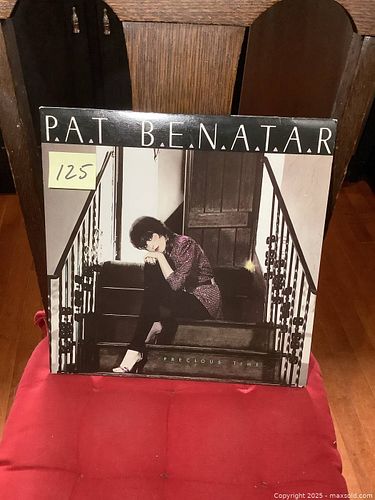 P.A.T B.E.N.A.T.A.R
125
PRECIOUS TIME
Copyright © 2025 - maxsold.com